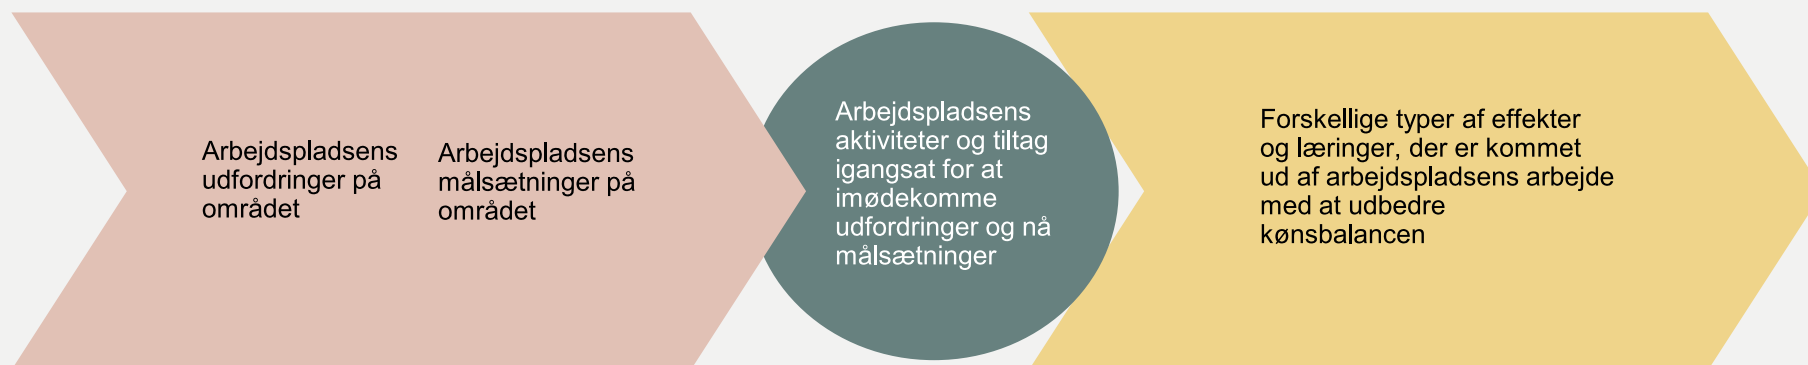 Arbejdspladsens
udfordringer på
området
Arbejdspladsens
målsætninger på
området
Arbejdspladsens
aktiviteter og tiltag
igangsat for at
imødekomme
udfordringer og nå
målsætninger
Forskellige typer af effekter
og læringer, der er kommet
ud af arbejdspladsens arbejde
med at udbedre
kønsbalancen